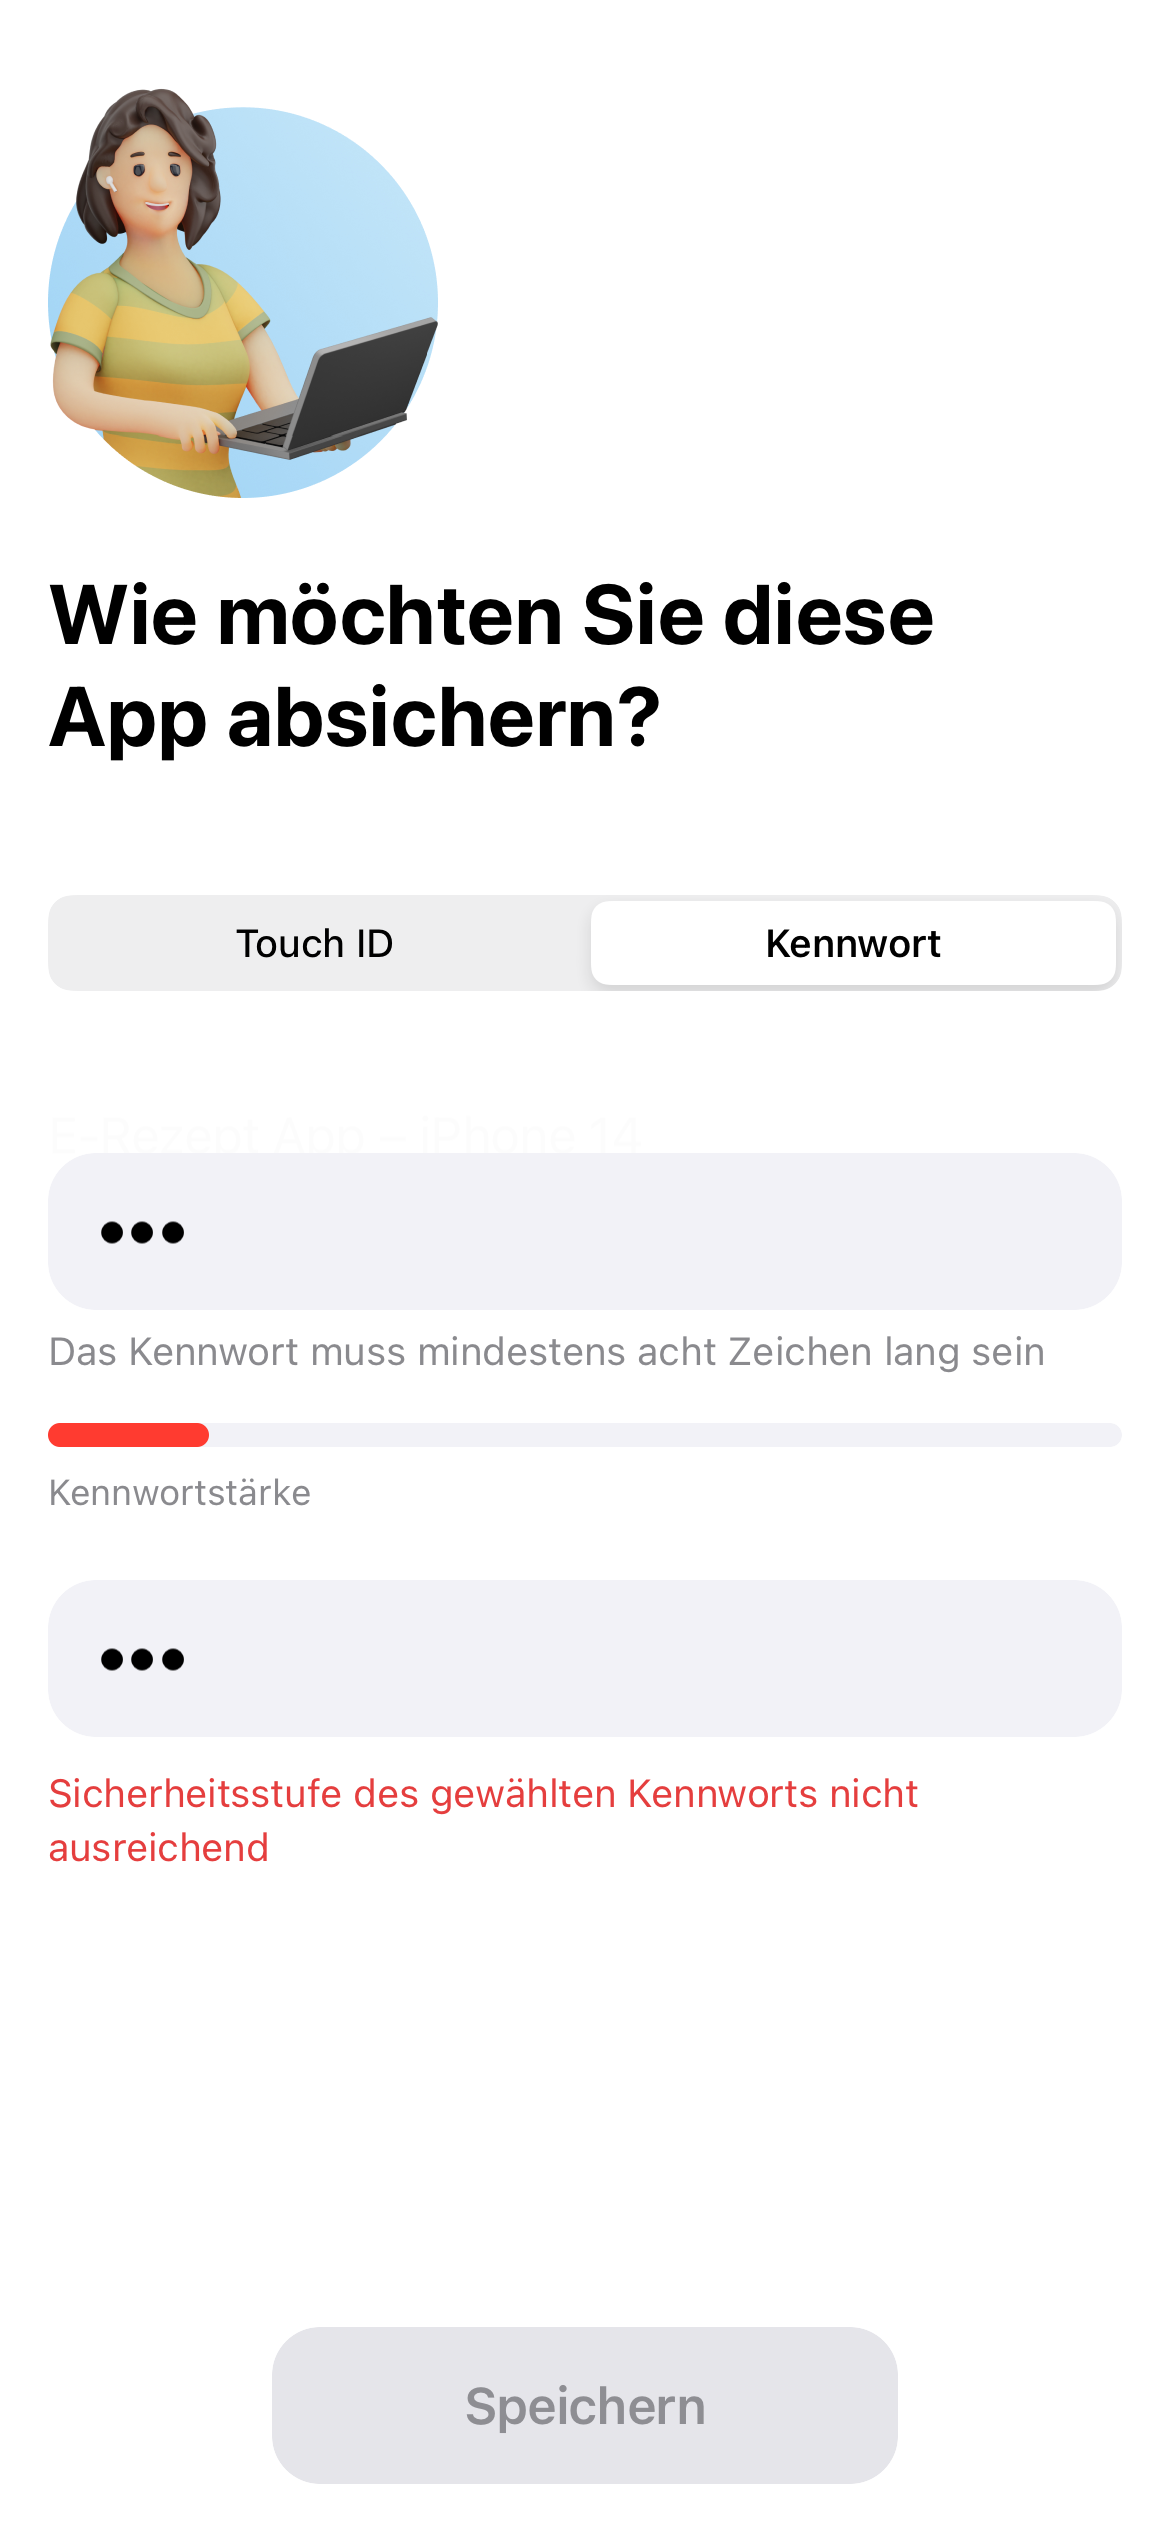 Wie möchten Sie diese
App absichern?
Touch ID
Kennwort
E-Rezept App – iPhone 14
•••
Das Kennwort muss mindestens acht Zeichen lang sein
Kennwortstärke
•••
Sicherheitsstufe des gewählten Kennworts nicht
ausreichend
Speichern